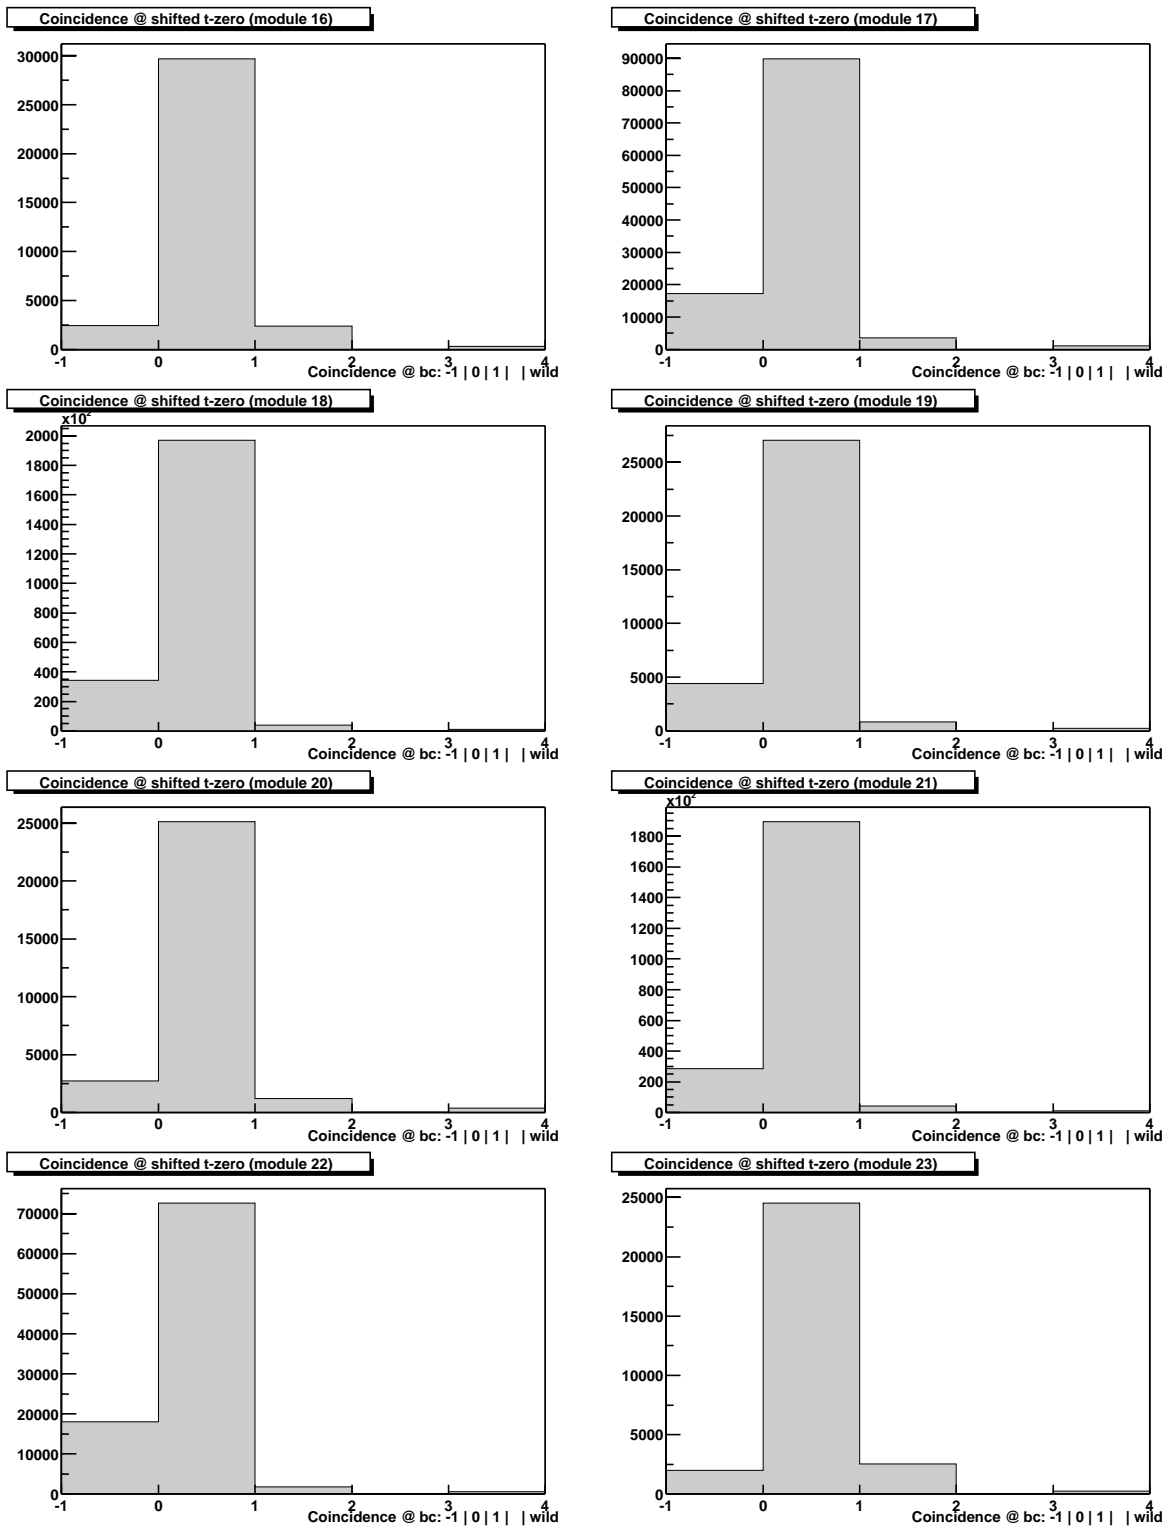 Coincidence @ shifted t-zero (module 16)
30000
25000
20000
15000
10000
5000
0
-1 0 1 2 3 4
Coincidence @ bc: -1 | 0 | 1 | | wild
Coincidence @ shifted t-zero (module 17)
90000
80000
70000
60000
50000
40000
30000
20000
10000
0
-1 0 1 2 3 4
Coincidence @ bc: -1 | 0 | 1 | | wild
Coincidence @ shifted t-zero (module 18)
x10²
2000
1800
1600
1400
1200
1000
800
600
400
200
0
-1 0 1 2 3 4
Coincidence @ bc: -1 | 0 | 1 | | wild
Coincidence @ shifted t-zero (module 19)
25000
20000
15000
10000
5000
0
-1 0 1 2 3 4
Coincidence @ bc: -1 | 0 | 1 | | wild
Coincidence @ shifted t-zero (module 20)
25000
20000
15000
10000
5000
0
-1 0 1 2 3 4
Coincidence @ bc: -1 | 0 | 1 | | wild
Coincidence @ shifted t-zero (module 21)
x10²
1800
1600
1400
1200
1000
800
600
400
200
0
-1 0 1 2 3 4
Coincidence @ bc: -1 | 0 | 1 | | wild
Coincidence @ shifted t-zero (module 22)
70000
60000
50000
40000
30000
20000
10000
0
-1 0 1 2 3 4
Coincidence @ bc: -1 | 0 | 1 | | wild
Coincidence @ shifted t-zero (module 23)
25000
20000
15000
10000
5000
0
-1 0 1 2 3 4
Coincidence @ bc: -1 | 0 | 1 | | wild